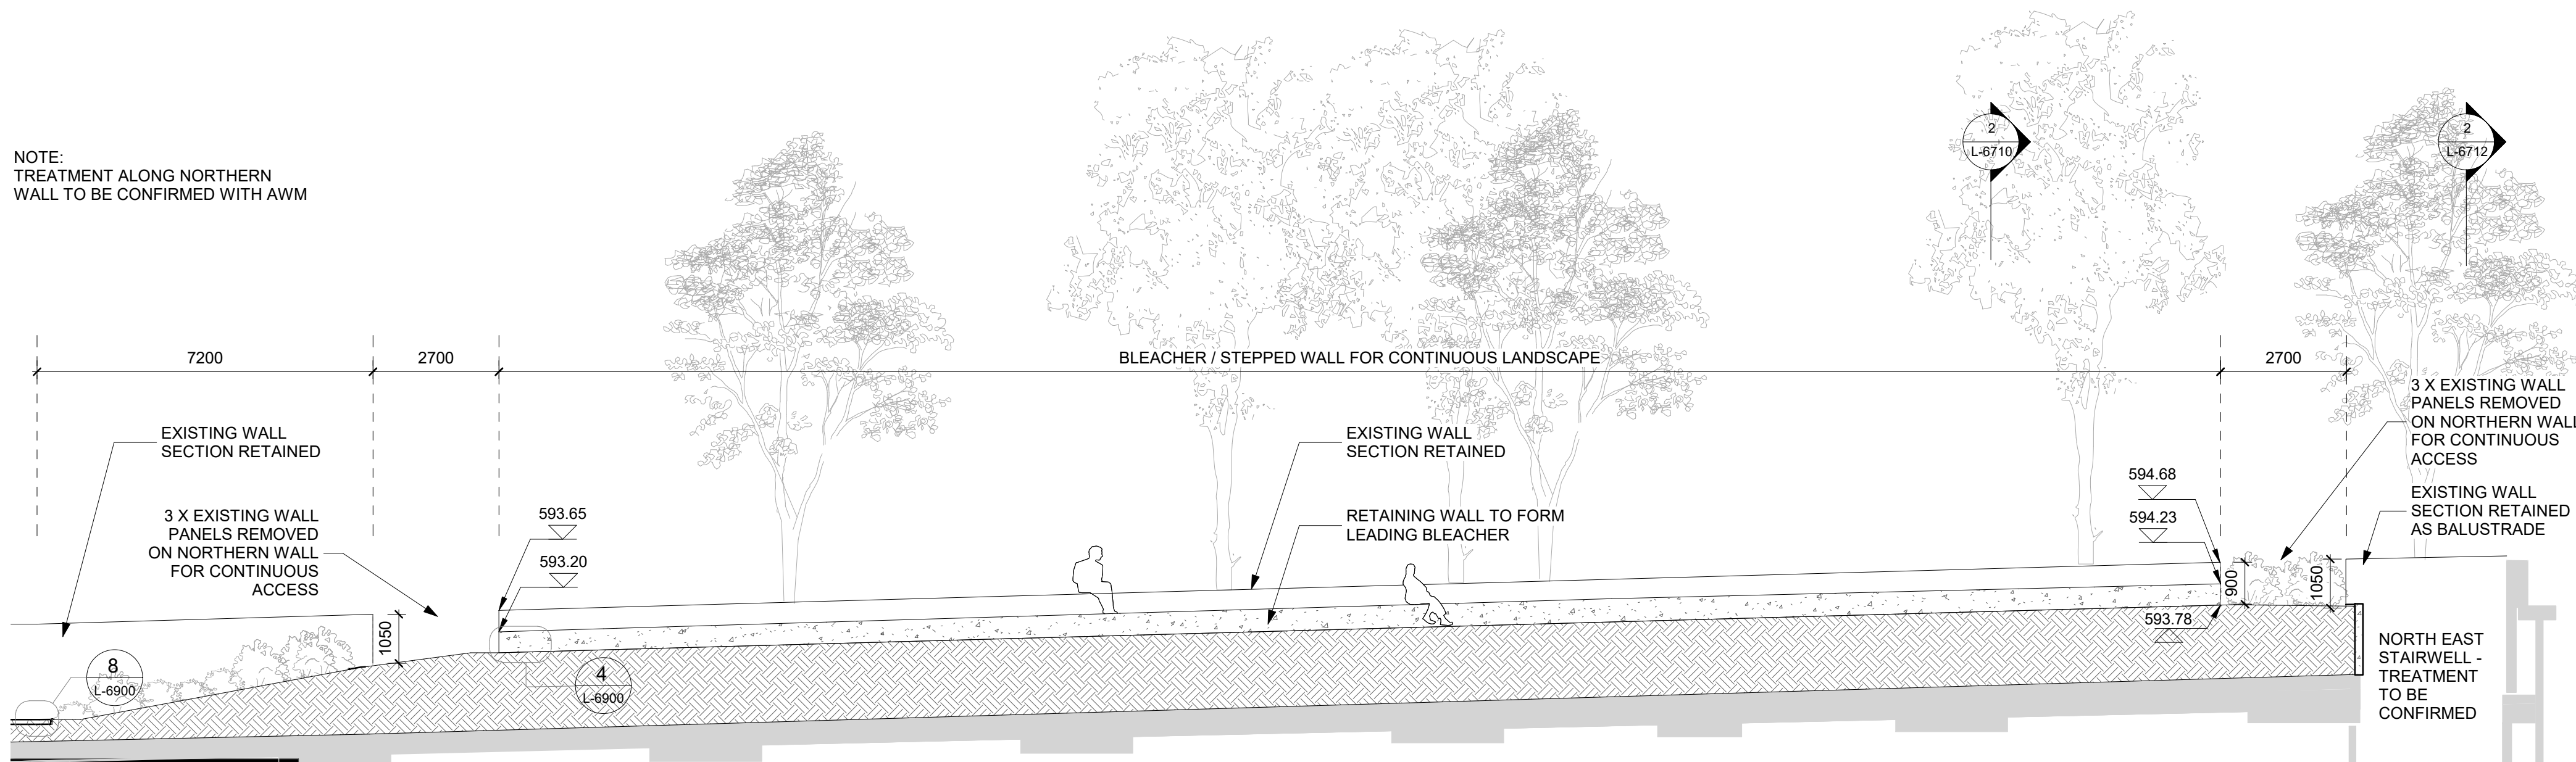 NOTE:
TREATMENT ALONG NORTHERN
WALL TO BE CONFIRMED WITH AWM
2
L-6710
2
L-6712
7200
2700
BLEACHER / STEPPED WALL FOR CONTINUOUS LANDSCAPE
2700
EXISTING WALL
SECTION RETAINED
3 X EXISTING WALL
PANELS REMOVED
ON NORTHERN WALL
FOR CONTINUOUS
ACCESS
1050
593.65
593.20
EXISTING WALL
SECTION RETAINED
RETAINING WALL TO FORM
LEADING BLEACHER
594.68
594.23
593.78
900
1050
3 X EXISTING WALL
PANELS REMOVED
ON NORTHERN WALL
FOR CONTINUOUS
ACCESS
EXISTING WALL
SECTION RETAINED
AS BALUSTRADE
NORTH EAST
STAIRWELL -
TREATMENT
TO BE
CONFIRMED
8
L-6900
4
L-6900